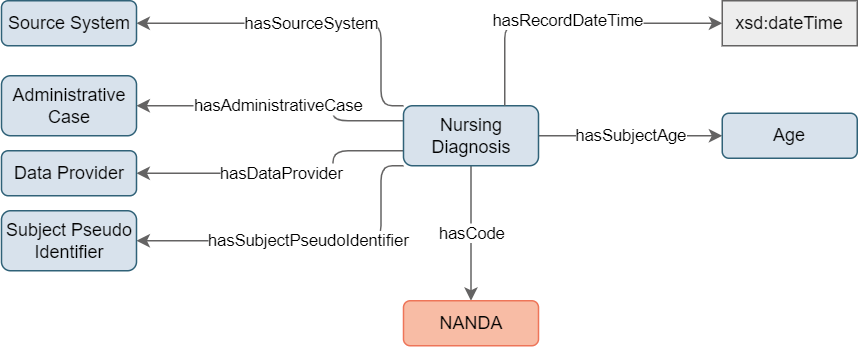 Source System
hasSourceSystem
hasRecordDateTime
xsd:dateTime
Administrative
Case
hasAdministrativeCase
Nursing
Diagnosis
hasSubjectAge
Age
Data Provider
hasDataProvider
Subject Pseudo
Identifier
hasSubjectPseudoIdentifier
hasCode
NANDA